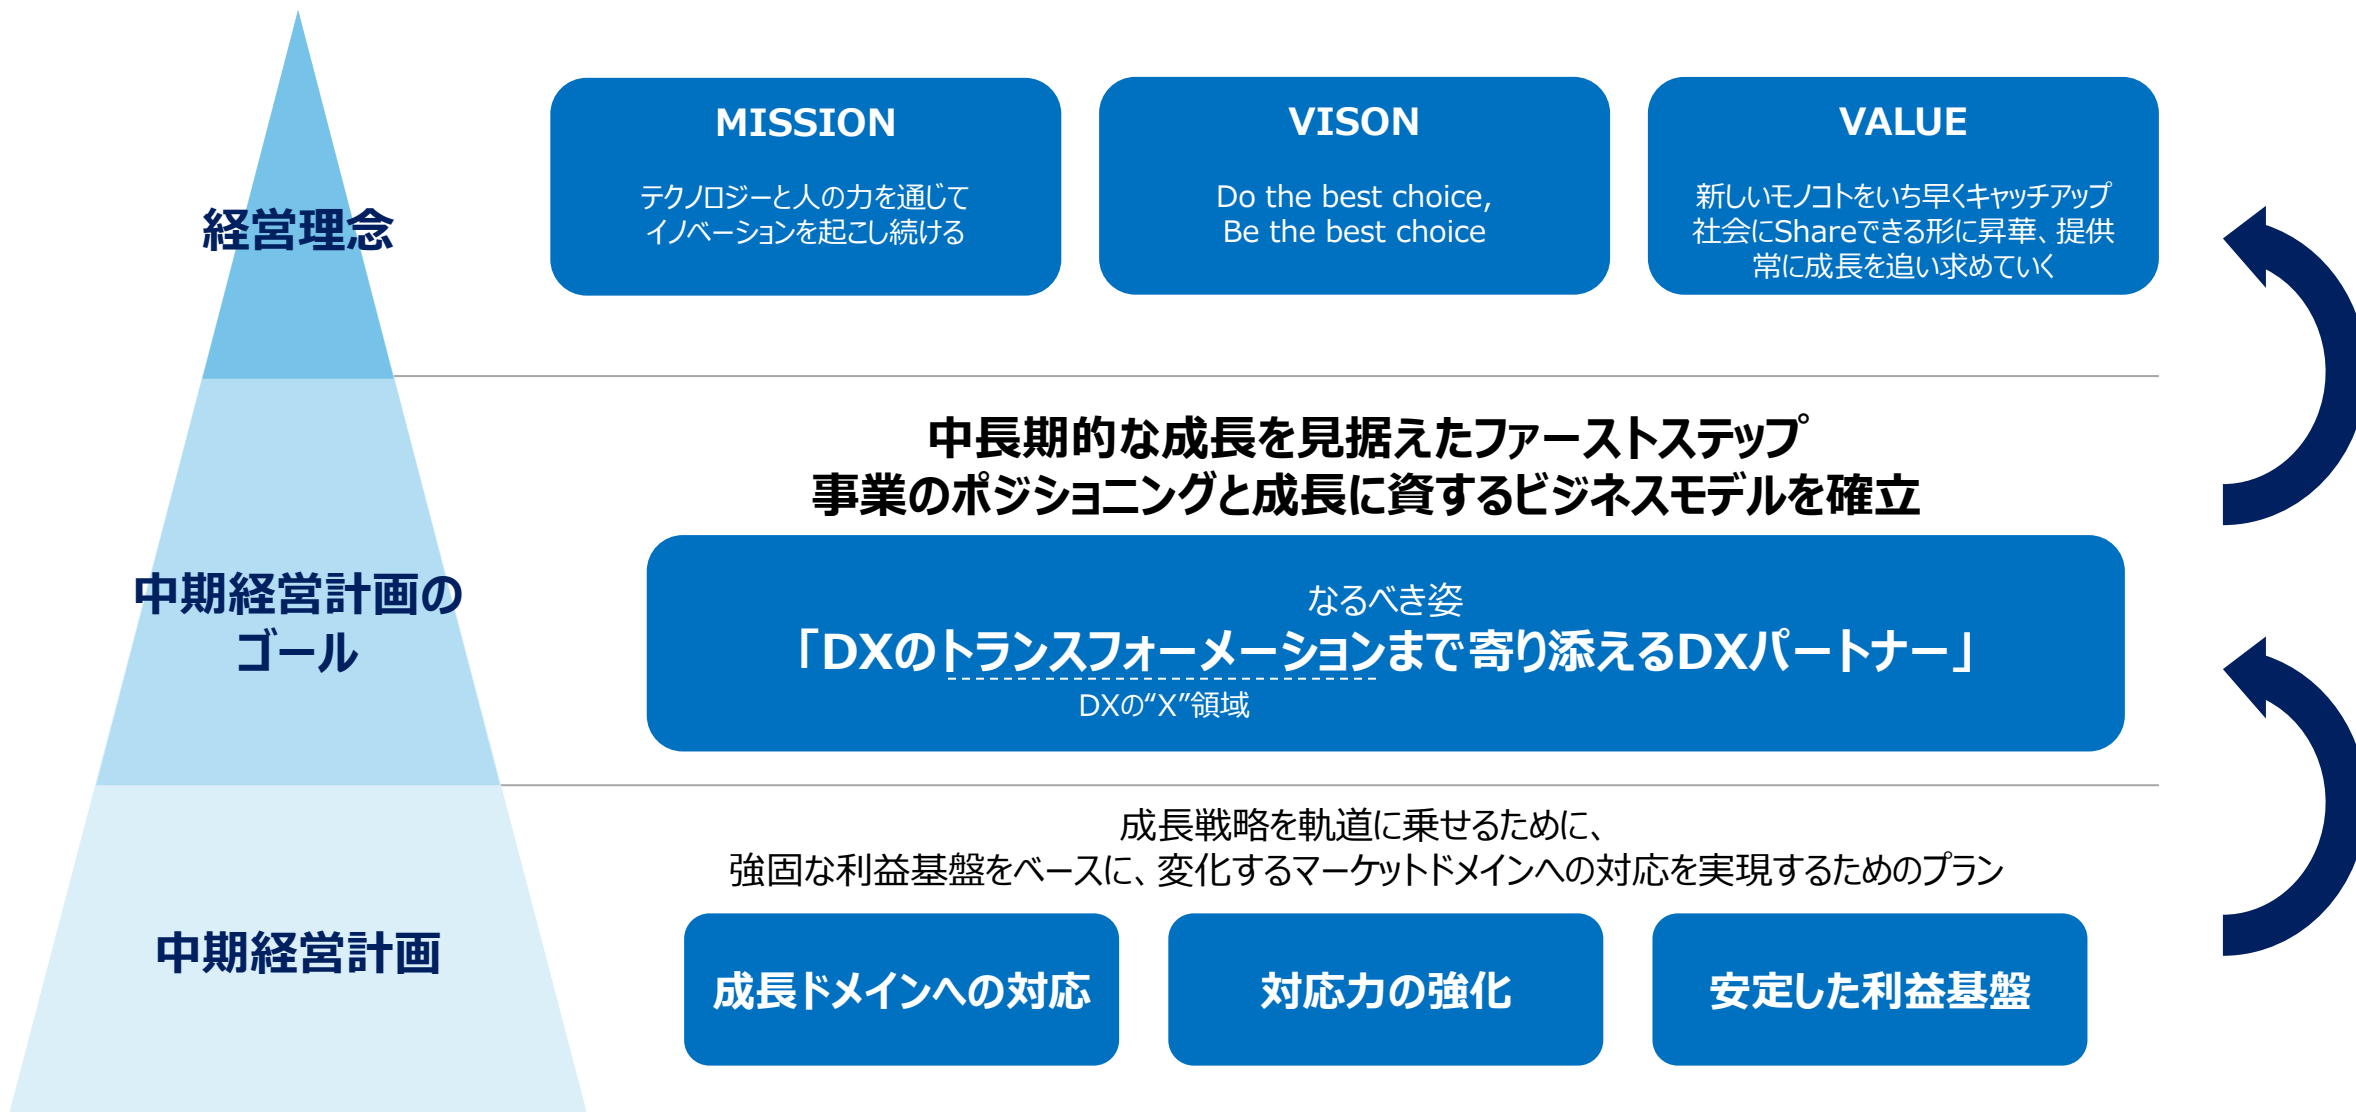 経営理念
MISSION
テクノロジーと人の力を通じて
イノベーションを起こし続ける
VISON
Do the best choice,
Be the best choice
VALUE
新しいモノコトをいち早くキャッチアップ
社会にShareできる形に昇華、提供
常に成長を追い求めていく
中期経営計画の
ゴール
中長期的な成長を見据えたファーストステップ
事業のポジショニングと成長に資するビジネスモデルを確立
なるべき姿
「DXのトランスフォーメーションまで寄り添えるDXパートナー」
DXの“X”領域
中期経営計画
成長戦略を軌道に乗せるために、
強固な利益基盤をベースに、変化するマーケットドメインへの対応を実現するためのプラン
成長ドメインへの対応
対応力の強化
安定した利益基盤